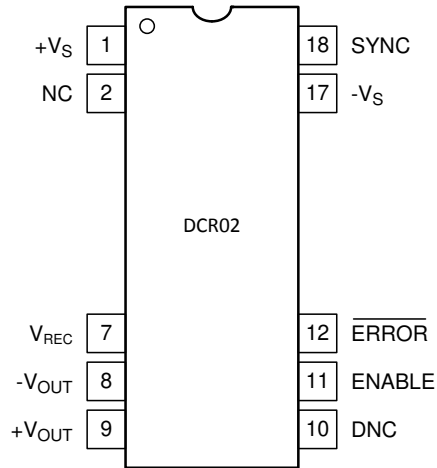 +VS 1 18 SYNC
NC 2 17 -VS
DCR02
VREC 7 12 ERROR
-VOUT 8 11 ENABLE
+VOUT 9 10 DNC